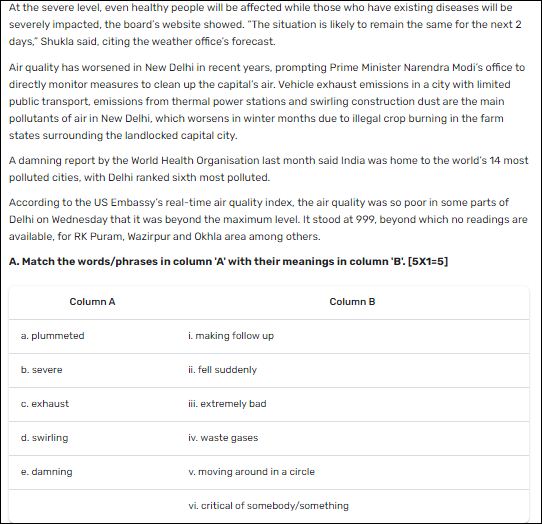 At the severe level, even healthy people will be affected while those who have existing diseases will be
severely impacted, the board's website showed. "The situation is likely to remain the same for the next 2
days," Shukla said, citing the weather office's forecast.
Air quality has worsened in New Delhi in recent years, prompting Prime Minister Narendra Modi's office to
directly monitor measures to clean up the capital's air. Vehicle exhaust emissions in a city with limited
public transport, emissions from thermal power stations and swirling construction dust are the main
pollutants of air in New Delhi, which worsens in winter months due to illegal crop burning in the farm
states surrounding the landlocked capital city.
A damning report by the World Health Organisation last month said India was home to the world's 14 most
polluted cities, with Delhi ranked sixth most polluted.
According to the US Embassy's real-time air quality index, the air quality was so poor in some parts of
Delhi on Wednesday that it was beyond the maximum level. It stood at 999, beyond which no readings are
available, for RK Puram, Wazirpur and Okhla area among others.
A. Match the words/phrases in column 'A' with their meanings in column 'B'. [5X1=5]
Column A Column B
a. plummeted i. making follow up
b. severe ii. fell suddenly
c. exhaust iii. extremely bad
d. swirling iv. waste gases
e. damning v. moving around in a circle
vi. critical of somebody/something